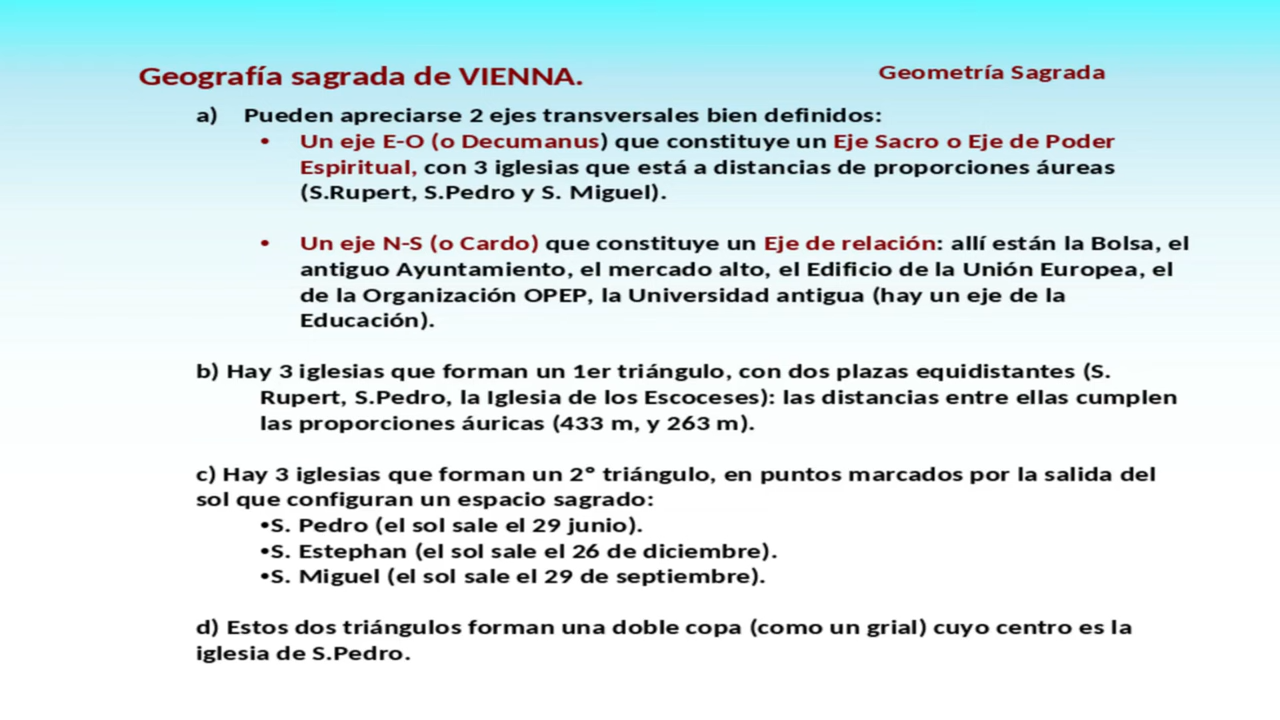 Geografía sagrada de VIENNA.
Geometría Sagrada
a) Pueden apreciarse 2 ejes transversales bien definidos:
• Un eje E-O (o Decumanus) que constituye un Eje Sacro o Eje de Poder
Espiritual, con 3 iglesias que está a distancias de proporciones áureas
(S.Rupert, S.Pedro y S. Miguel).
• Un eje N-S (o Cardo) que constituye un Eje de relación: allí están la Bolsa, el
antiguo Ayuntamiento, el mercado alto, el Edificio de la Unión Europea, el
de la Organización OPEP, la Universidad antigua (hay un eje de la
Educación).
b) Hay 3 iglesias que forman un 1er triángulo, con dos plazas equidistantes (S.
Rupert, S.Pedro, la Iglesia de los Escoceses): las distancias entre ellas cumplen
las proporciones áuricas (433 m, y 263 m).
c) Hay 3 iglesias que forman un 2° triángulo, en puntos marcados por la salida del
sol que configuran un espacio sagrado:
•S. Pedro (el sol sale el 29 junio).
•S. Estephan (el sol sale el 26 de diciembre).
•S. Miguel (el sol sale el 29 de septiembre).
d) Estos dos triángulos forman una doble copa (como un grial) cuyo centro es la
iglesia de S.Pedro.